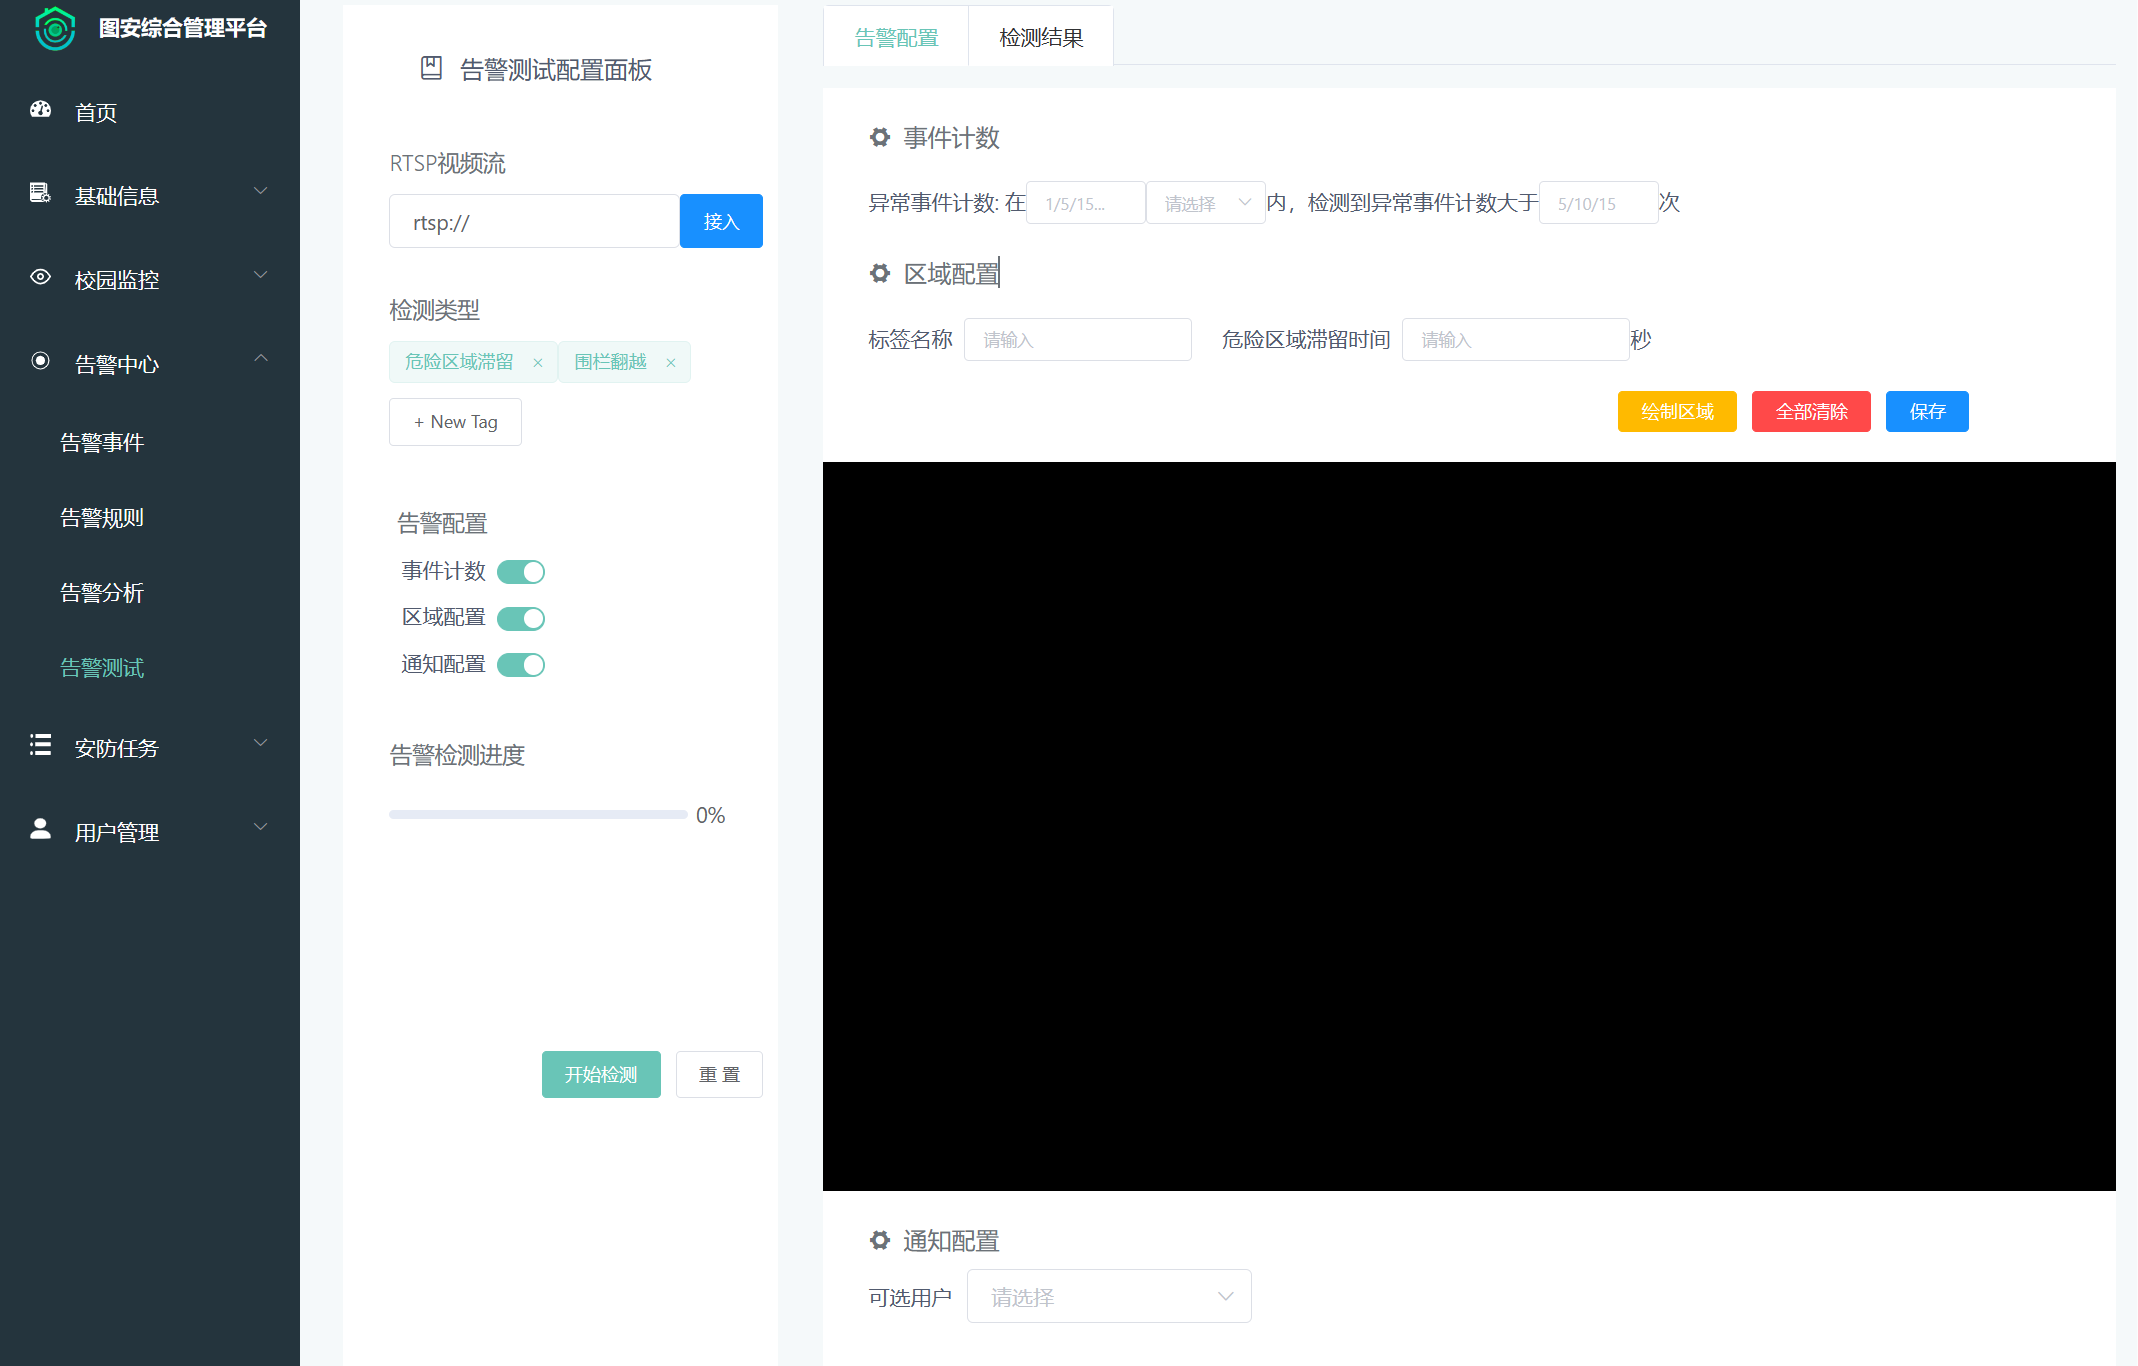 图安综合管理平台
首页
基础信息
校园监控
告警中心
告警事件
告警规则
告警分析
告警测试
安防任务
用户管理
告警测试配置面板
RTSP视频流
rtsp:// 接入
检测类型
危险区域滞留 × 围栏翻越 ×
+ New Tag
告警配置
事件计数
区域配置
通知配置
告警检测进度
0%
开始检测 重 置
告警配置 检测结果
事件计数
异常事件计数: 在 1/5/15... 请选择 内，检测到异常事件计数大于 5/10/15 次
区域配置
标签名称 请输入 危险区域滞留时间 请输入 秒
绘制区域 全部清除 保存
通知配置
可选用户 请选择